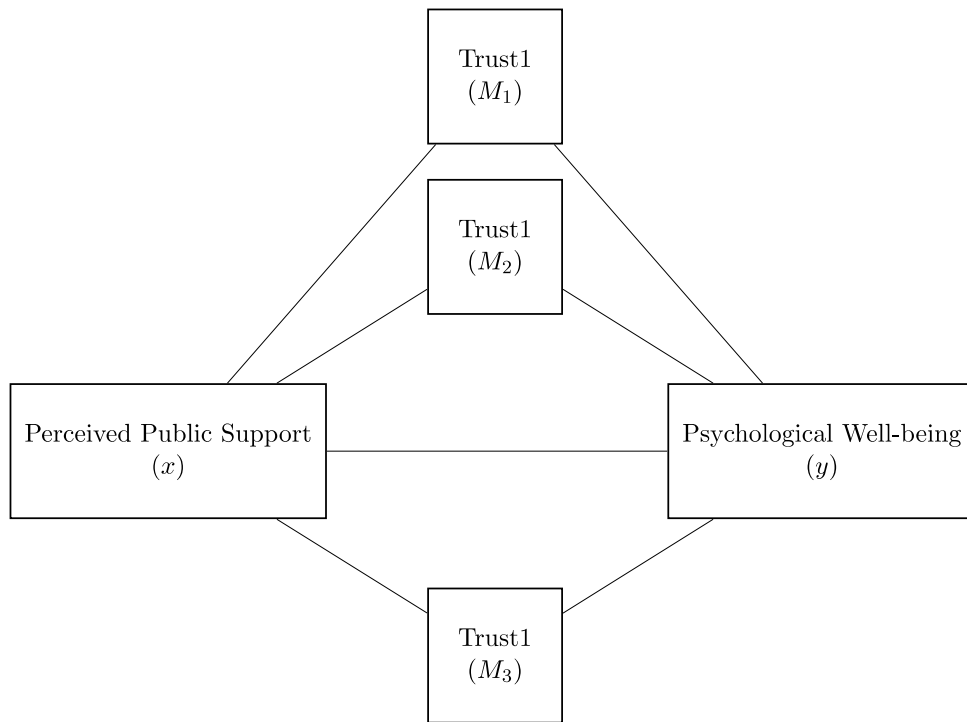 Trust1
(M₁)
Trust1
(M₂)
Perceived Public Support
(x)
Psychological Well-being
(y)
Trust1
(M₃)